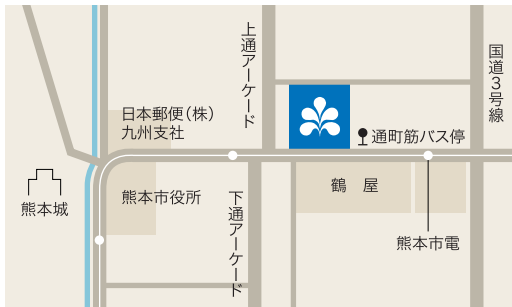 上通アーケード
国道3号線
日本郵便(株)
九州支社
通町筋バス停
熊本城
熊本市役所
下通アーケード
鶴 屋
熊本市電